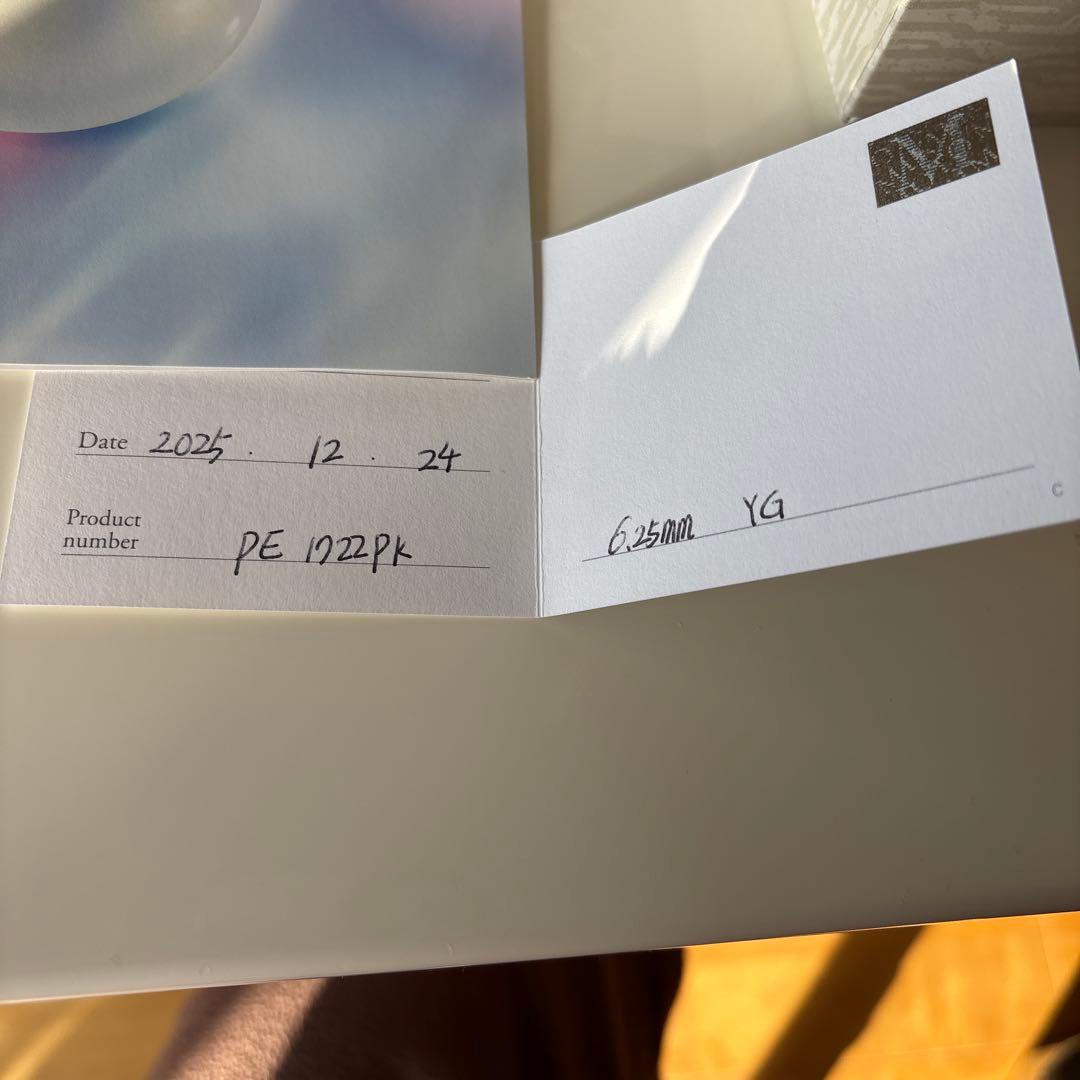 Date 2025 . 12 . 24
Product
number PE 1722PK
6.25mm YG
C
M